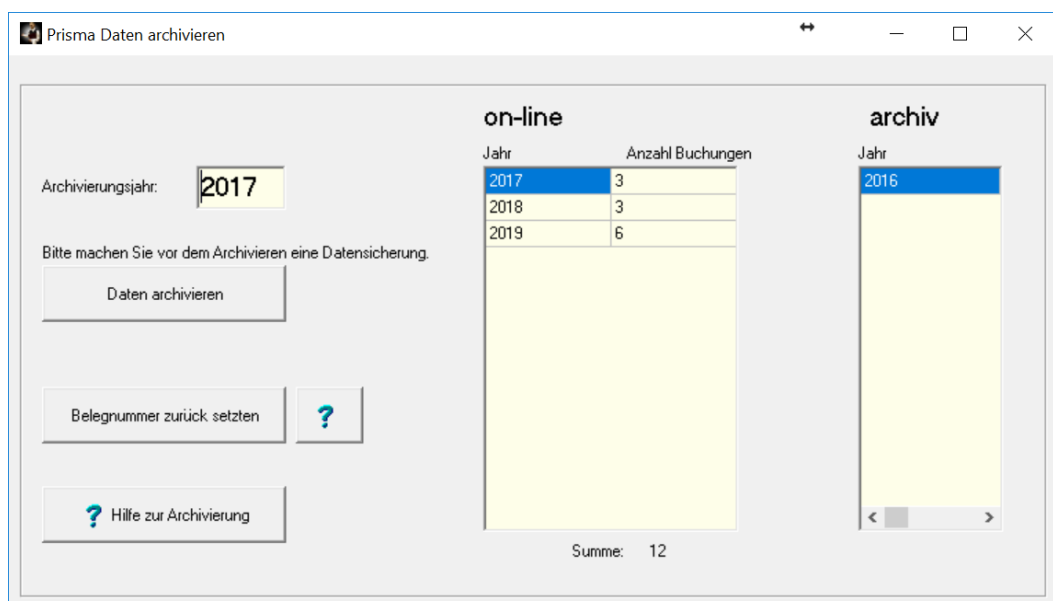 Prisma Daten archivieren
on-line
archiv
Jahr Anzahl Buchungen
Jahr
Archivierungsjahr: 2017
2017 3
2018 3
2019 6
2016
Bitte machen Sie vor dem Archivieren eine Datensicherung.
Daten archivieren
Belegnummer zurück setzten
?
? Hilfe zur Archivierung
Summe: 12